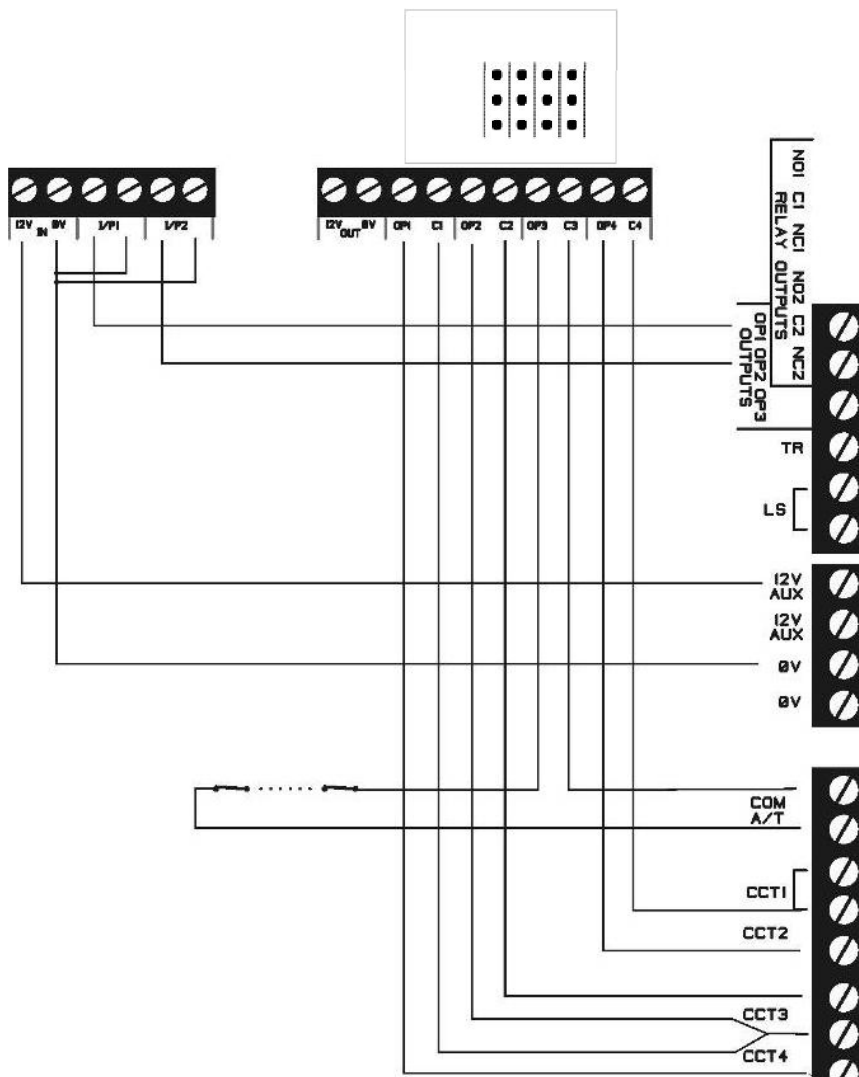 12V 0V I/P1 I/P2
IN
12V 0V OP1 C1 OP2 C2 OP3 C3 OP4 C4
OUT
NO1 C1 NC1 NO2 C2 NC2
RELAY OUTPUTS
OP1 OP2 OP3
OUTPUTS
TR
LS
12V
AUX
12V
AUX
0V
0V
COM
A/T
CCT1
CCT2
CCT3
CCT4